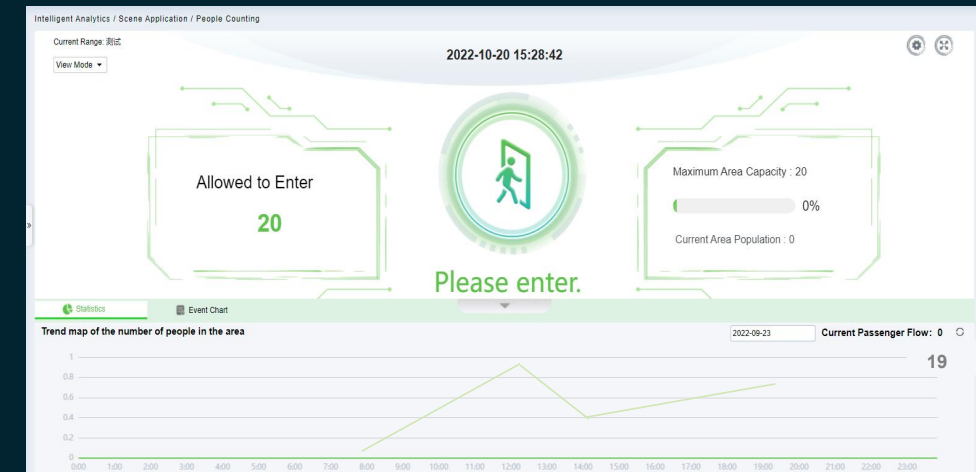 Intelligent Analytics / Scene Application / People Counting
Current Range: 测试
2022-10-20 15:28:42
View Mode
Allowed to Enter
20
Maximum Area Capacity : 20
0%
Current Area Population : 0
Please enter.
Statistics
Event Chart
Trend map of the number of people in the area
2022-09-23
Current Passenger Flow: 0
19
1
0.8
0.6
0.4
0.2
0
0:00 1:00 2:00 3:00 4:00 5:00 6:00 7:00 8:00 9:00 10:00 11:00 12:00 13:00 14:00 15:00 16:00 17:00 18:00 19:00 20:00 21:00 22:00 23:00